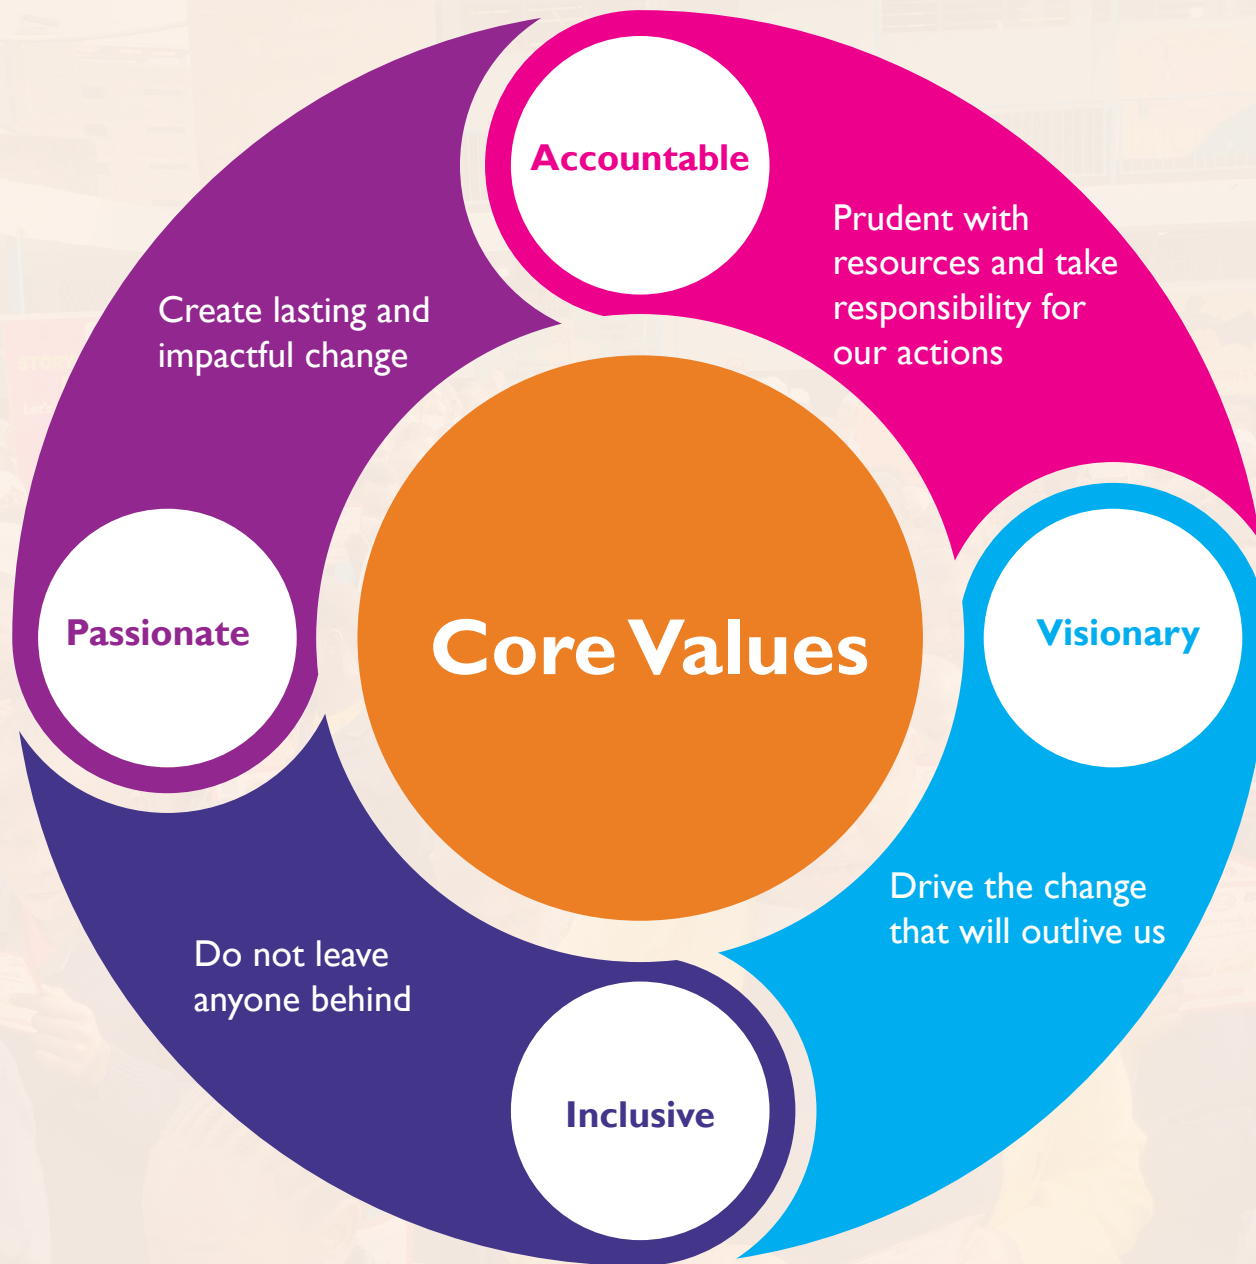 Accountable
Prudent with
resources and take
responsibility for
our actions
Create lasting and
impactful change
Passionate
Core Values
Visionary
Drive the change
that will outlive us
Do not leave
anyone behind
Inclusive